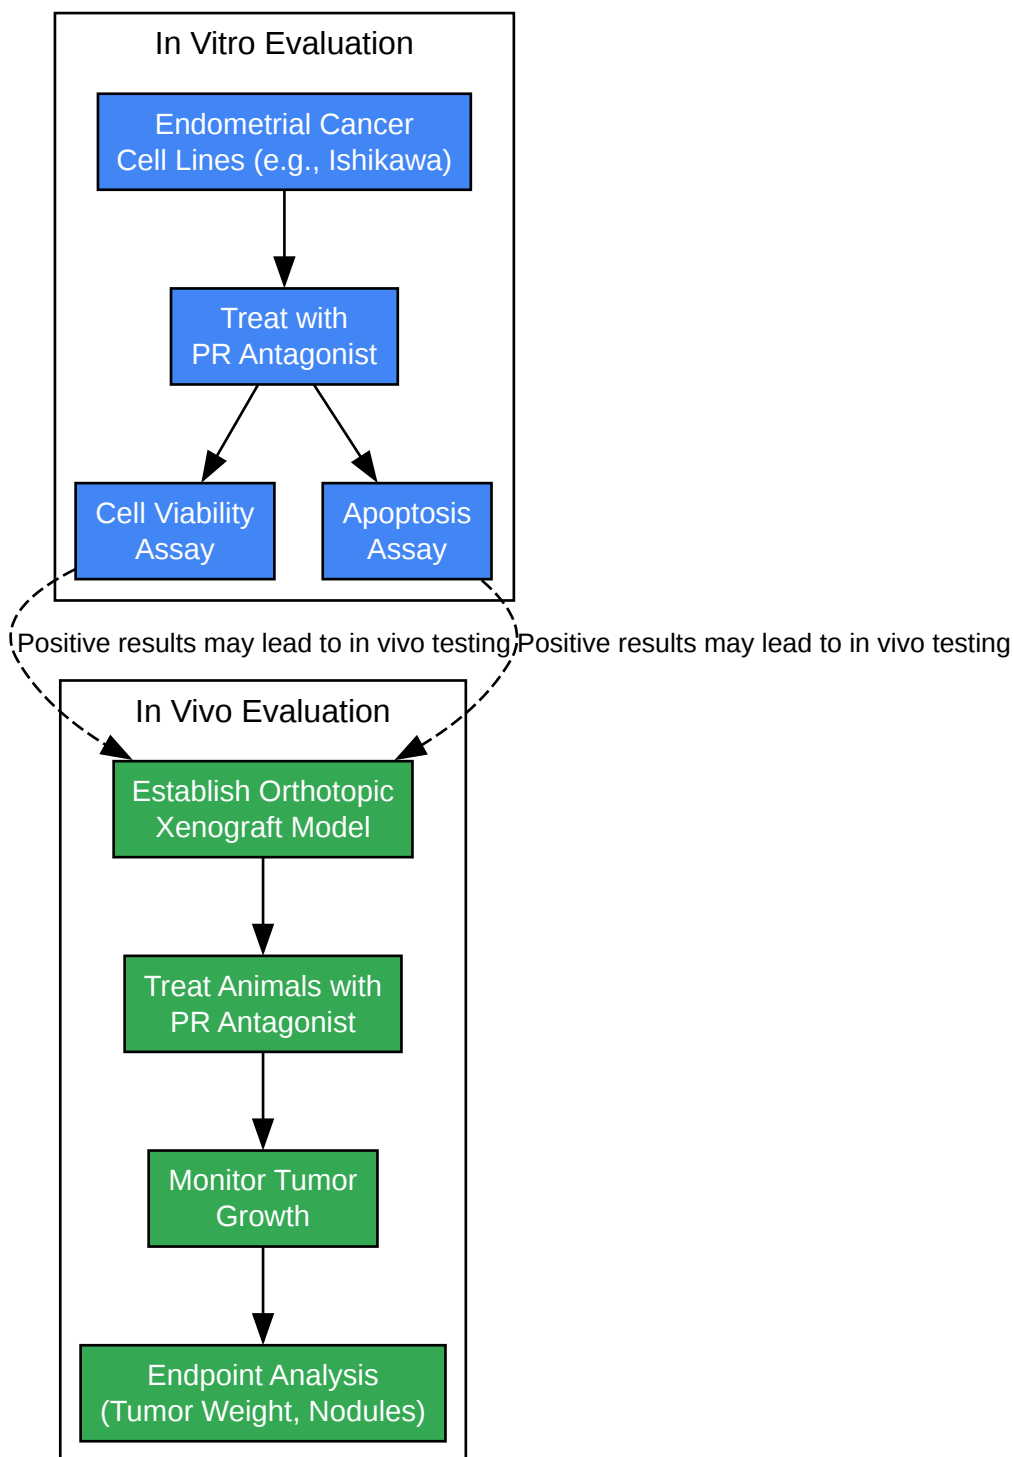 In Vitro Evaluation
Endometrial Cancer
Cell Lines (e.g., Ishikawa)
Treat with
PR Antagonist
Cell Viability
Assay
Apoptosis
Assay
Positive results may lead to in vivo testing
Positive results may lead to in vivo testing
In Vivo Evaluation
Establish Orthotopic
Xenograft Model
Treat Animals with
PR Antagonist
Monitor Tumor
Growth
Endpoint Analysis
(Tumor Weight, Nodules)